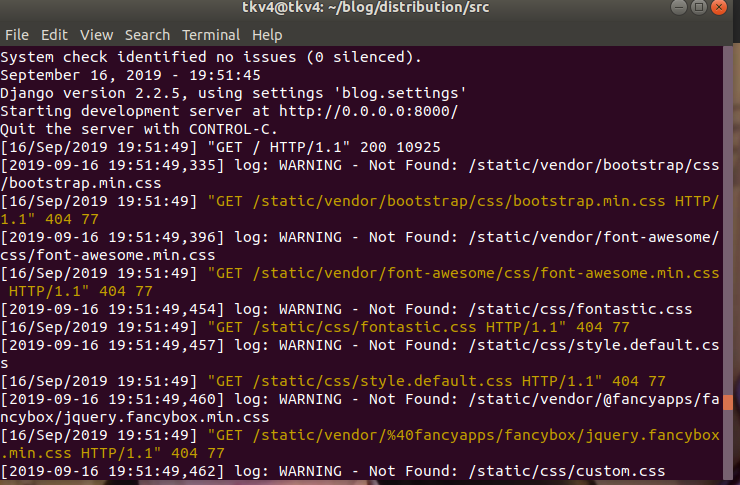 tkv4@tkv4: ~/blog/distribution/src
File Edit View Search Terminal Help
System check identified no issues (0 silenced).
September 16, 2019 - 19:51:45
Django version 2.2.5, using settings 'blog.settings'
Starting development server at http://0.0.0.0:8000/
Quit the server with CONTROL-C.
[16/Sep/2019 19:51:49] "GET / HTTP/1.1" 200 10925
[2019-09-16 19:51:49,335] log: WARNING - Not Found: /static/vendor/bootstrap/css
/bootstrap.min.css
[16/Sep/2019 19:51:49] "GET /static/vendor/bootstrap/css/bootstrap.min.css HTTP/
1.1" 404 77
[2019-09-16 19:51:49,396] log: WARNING - Not Found: /static/vendor/font-awesome/
css/font-awesome.min.css
[16/Sep/2019 19:51:49] "GET /static/vendor/font-awesome/css/font-awesome.min.css
 HTTP/1.1" 404 77
[2019-09-16 19:51:49,454] log: WARNING - Not Found: /static/css/fontastic.css
[16/Sep/2019 19:51:49] "GET /static/css/fontastic.css HTTP/1.1" 404 77
[2019-09-16 19:51:49,457] log: WARNING - Not Found: /static/css/style.default.cs
s
[16/Sep/2019 19:51:49] "GET /static/css/style.default.css HTTP/1.1" 404 77
[2019-09-16 19:51:49,460] log: WARNING - Not Found: /static/vendor/@fancyapps/fa
ncybox/jquery.fancybox.min.css
[16/Sep/2019 19:51:49] "GET /static/vendor/%40fancyapps/fancybox/jquery.fancybox
.min.css HTTP/1.1" 404 77
[2019-09-16 19:51:49,462] log: WARNING - Not Found: /static/css/custom.css